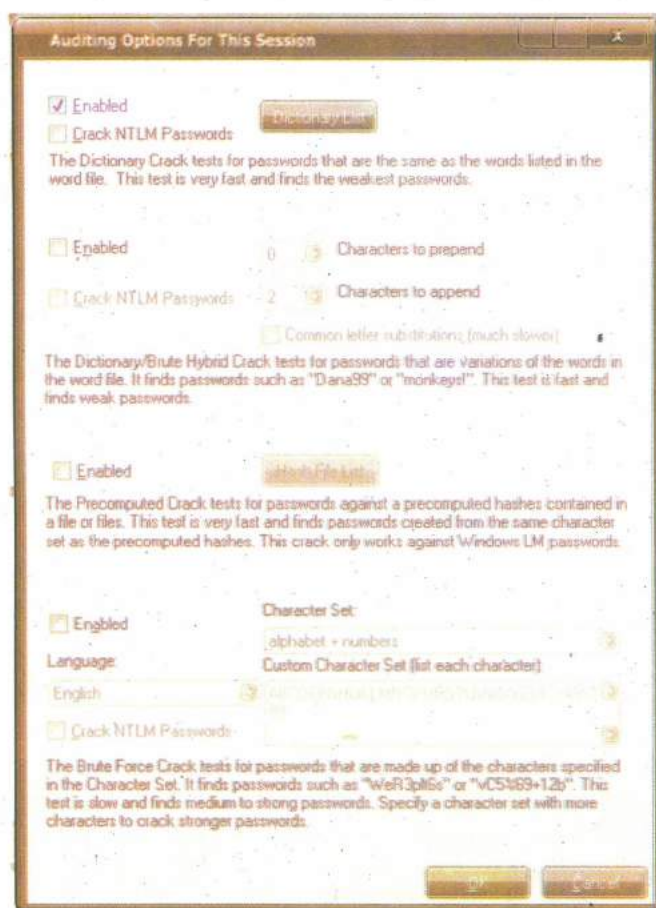 Auditing Options For This Session
Enabled
Crack NTLM Passwords
Dictionary List
The Dictionary Crack tests for passwords that are the same as the words listed in the
word file. This test is very fast and finds the weakest passwords.
Enabled
0 Characters to prepend
Crack NTLM Passwords 2 Characters to append
Common letter substitutions (much slower)
The Dictionary/Brute Hybrid Crack tests for passwords that are variations of the words in
the word file. It finds passwords such as "Dana99" or "monkeys!". This test is fast and
finds weak passwords.
Enabled
Hash File List
The Precomputed Crack tests for passwords against a precomputed hashes contained in
a file or files. This test is very fast and finds passwords created from the same character
set as the precomputed hashes. This crack only works against Windows LM passwords.
Enabled
Character Set:
alphabet + numbers
Language:
Custom Character Set (list each character)
English
Crack NTLM Passwords
The Brute Force Crack tests for passwords that are made up of the characters specified
in the Character Set. It finds passwords such as "WeR3plt6s" or "vC5%69+12b". This
test is slow and finds medium to strong passwords. Specify a character set with more
characters to crack stronger passwords.
OK Cancel